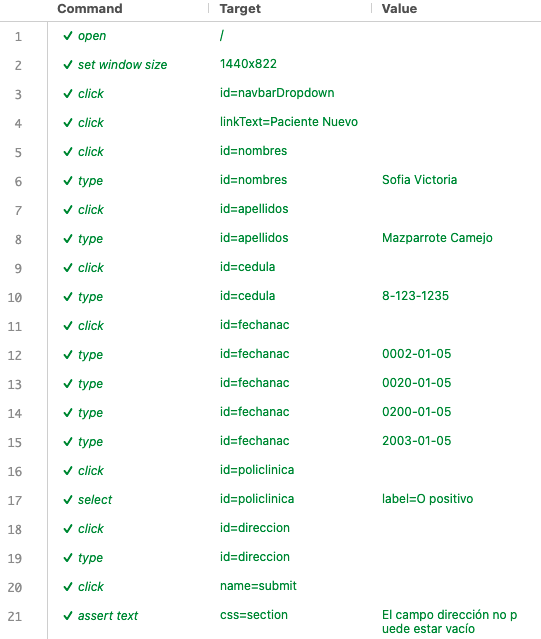 Command Target Value
1 open /
2 set window size 1440x822
3 click id=navbarDropdown
4 click linkText=Paciente Nuevo
5 click id=nombres
6 type id=nombres Sofia Victoria
7 click id=apellidos
8 type id=apellidos Mazparrote Camejo
9 click id=cedula
10 type id=cedula 8-123-1235
11 click id=fechanac
12 type id=fechanac 0002-01-05
13 type id=fechanac 0020-01-05
14 type id=fechanac 0200-01-05
15 type id=fechanac 2003-01-05
16 click id=policlinica
17 select id=policlinica label=O positivo
18 click id=direccion
19 type id=direccion
20 click name=submit
21 assert text css=section El campo dirección no p
uede estar vacío